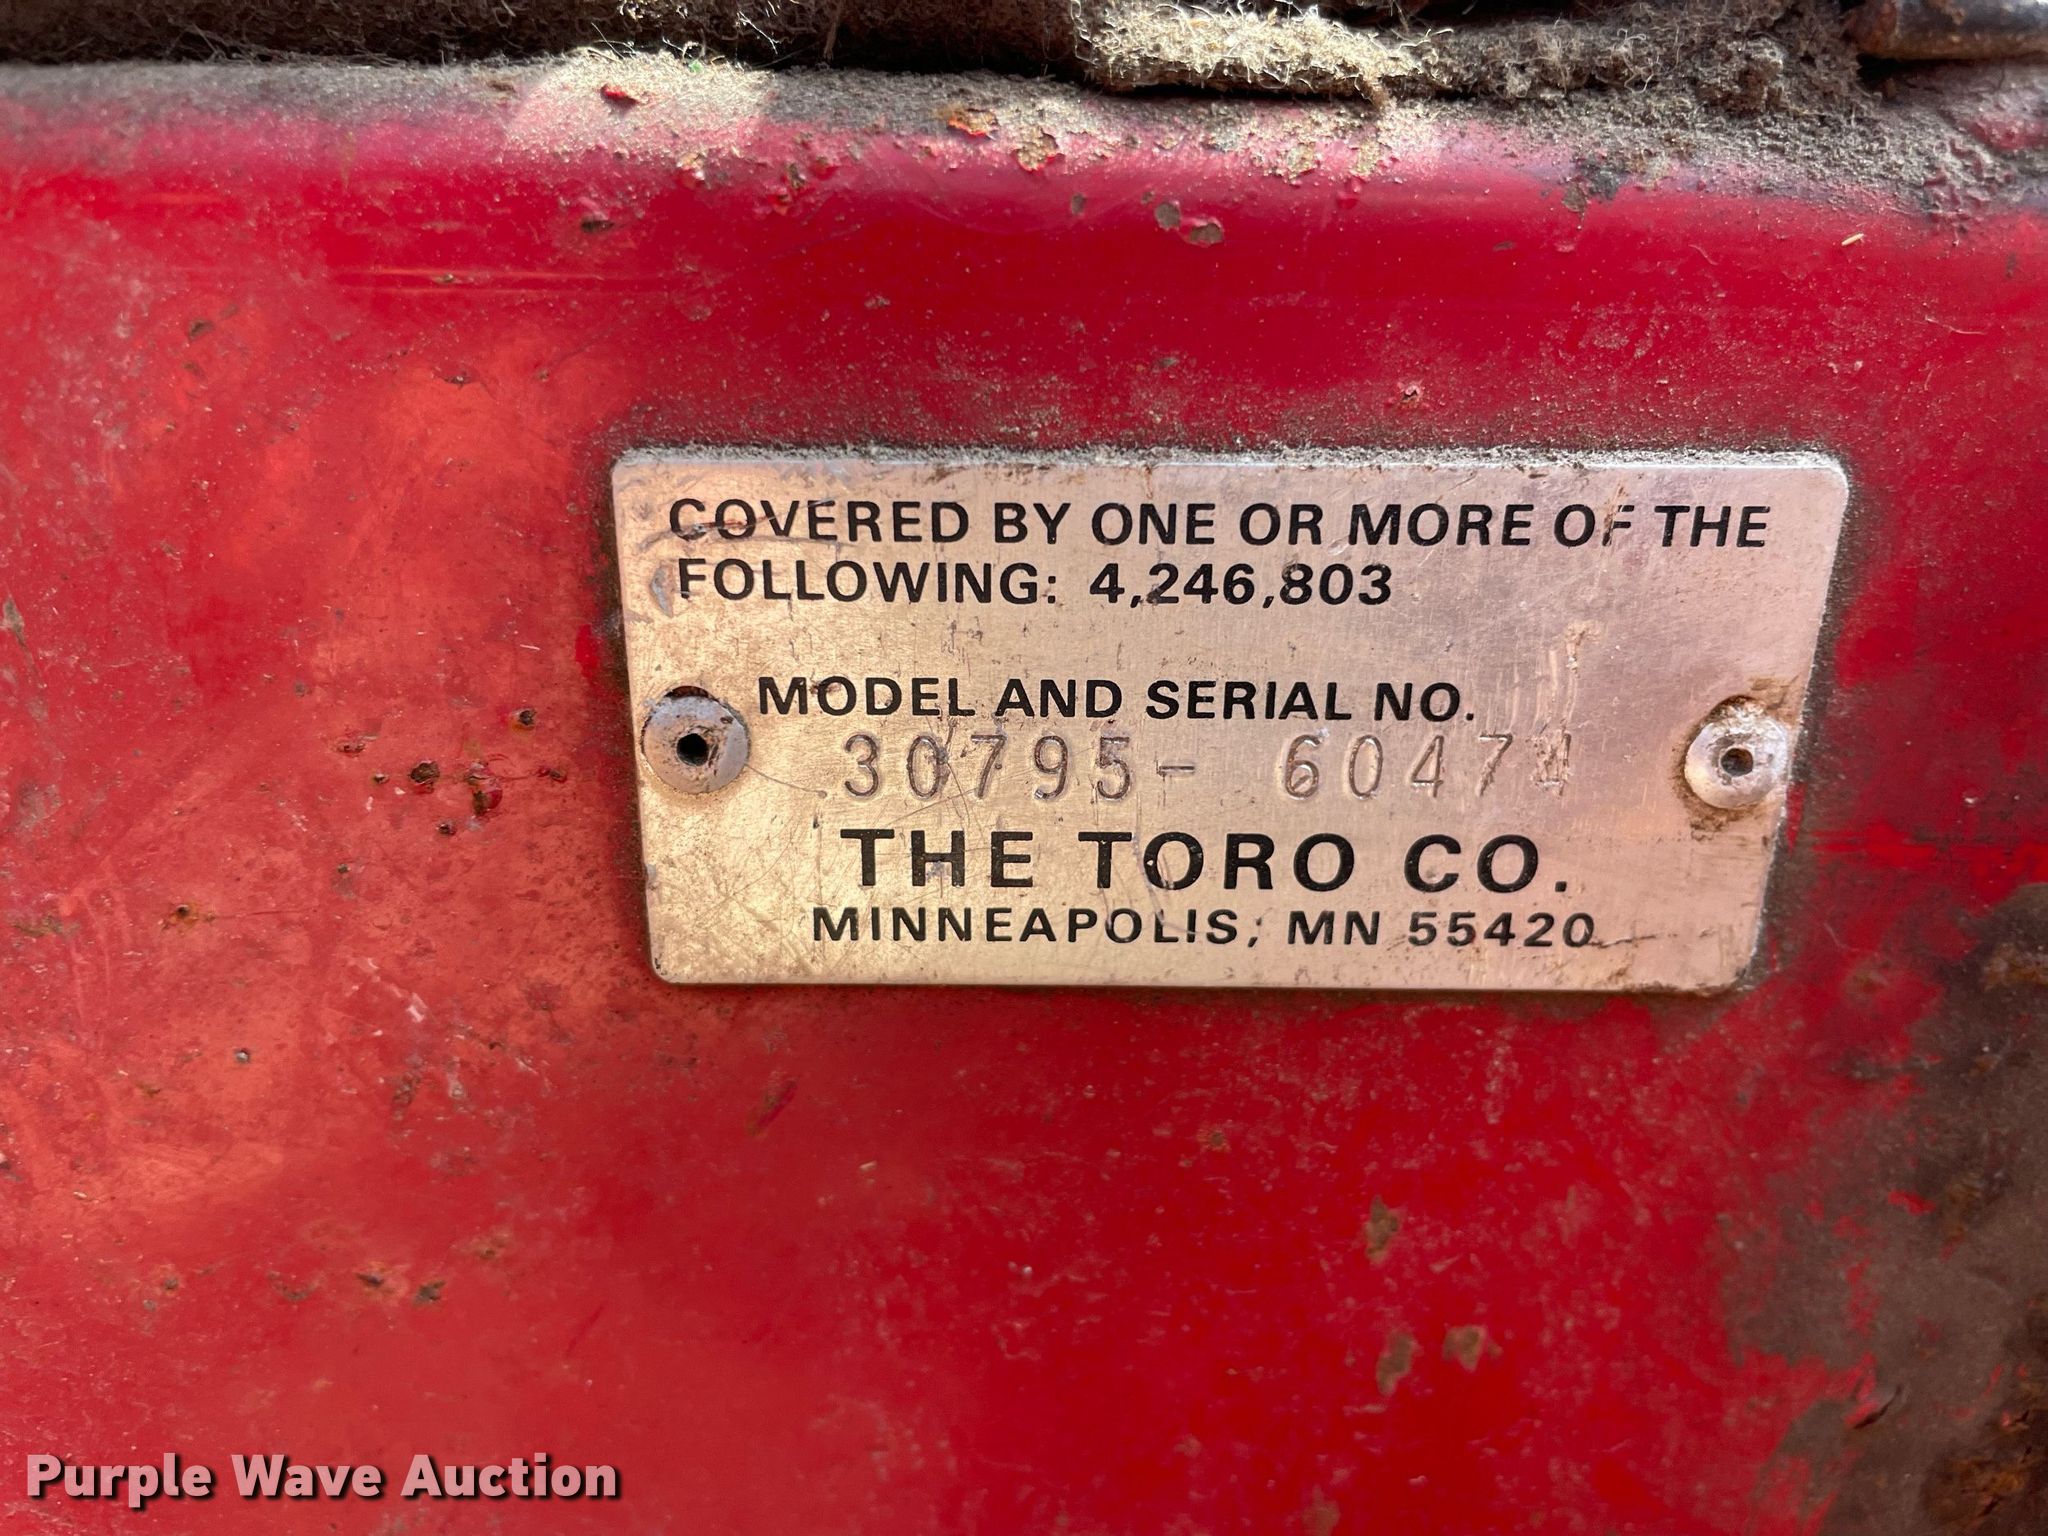 COVERED BY ONE OR MORE OF THE
FOLLOWING: 4,246,803
MODEL AND SERIAL NO.
30795-
THE TORO CO.
MINNEAPOLIS, MN 55420
Purple Wave Auction